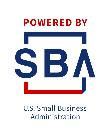 POWERED BY
SBA
U.S. Small Business
Administration